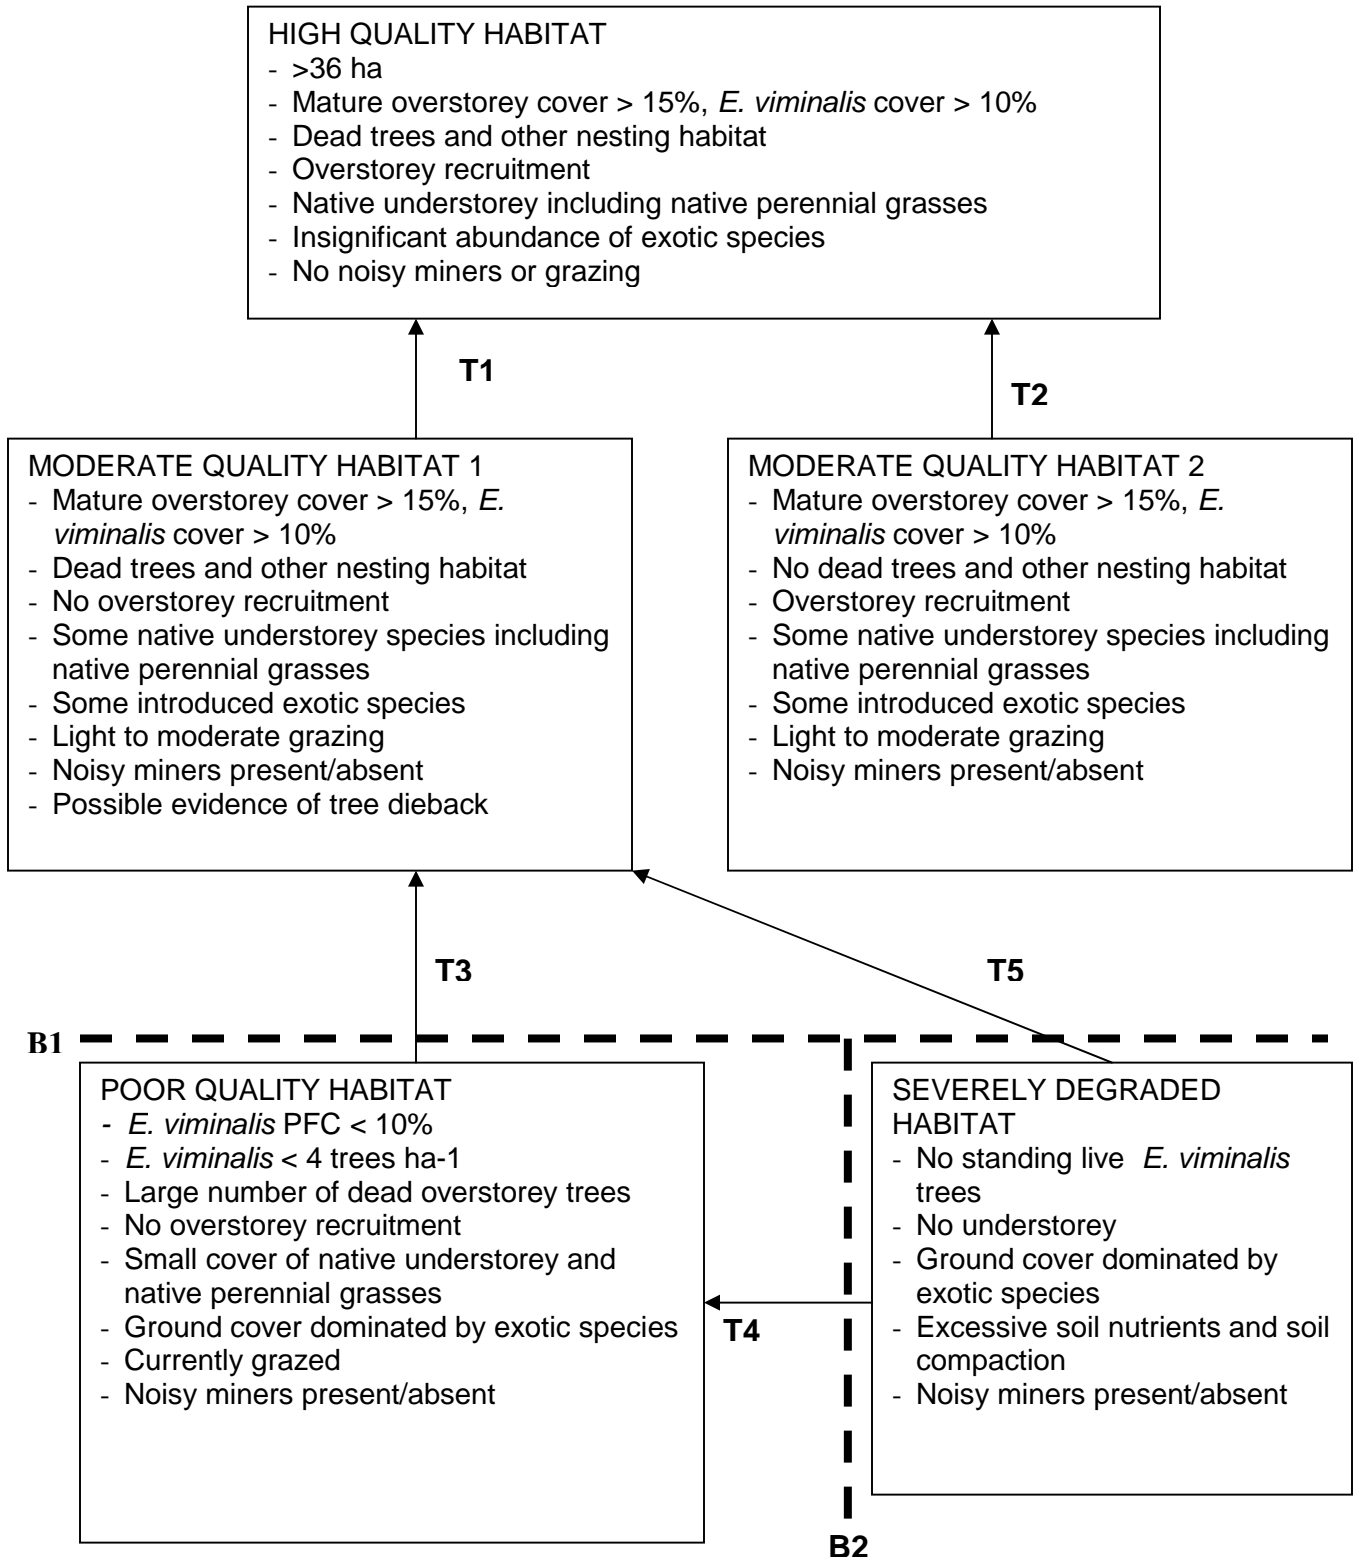 HIGH QUALITY HABITAT
- >36 ha
- Mature overstorey cover > 15%, E. viminalis cover > 10%
- Dead trees and other nesting habitat
- Overstorey recruitment
- Native understorey including native perennial grasses
- Insignificant abundance of exotic species
- No noisy miners or grazing
T1
T2
MODERATE QUALITY HABITAT 1
- Mature overstorey cover > 15%, E.
viminalis cover > 10%
- Dead trees and other nesting habitat
- No overstorey recruitment
- Some native understorey species including
native perennial grasses
- Some introduced exotic species
- Light to moderate grazing
- Noisy miners present/absent
- Possible evidence of tree dieback
MODERATE QUALITY HABITAT 2
- Mature overstorey cover > 15%, E.
viminalis cover > 10%
- No dead trees and other nesting habitat
- Overstorey recruitment
- Some native understorey species including
native perennial grasses
- Some introduced exotic species
- Light to moderate grazing
- Noisy miners present/absent
T3
T5
B1
POOR QUALITY HABITAT
- E. viminalis PFC < 10%
- E. viminalis < 4 trees ha-1
- Large number of dead overstorey trees
- No overstorey recruitment
- Small cover of native understorey and
native perennial grasses
- Ground cover dominated by exotic species
- Currently grazed
- Noisy miners present/absent
T4
SEVERELY DEGRADED
HABITAT
- No standing live E. viminalis
trees
- No understorey
- Ground cover dominated by
exotic species
- Excessive soil nutrients and soil
compaction
- Noisy miners present/absent
B2